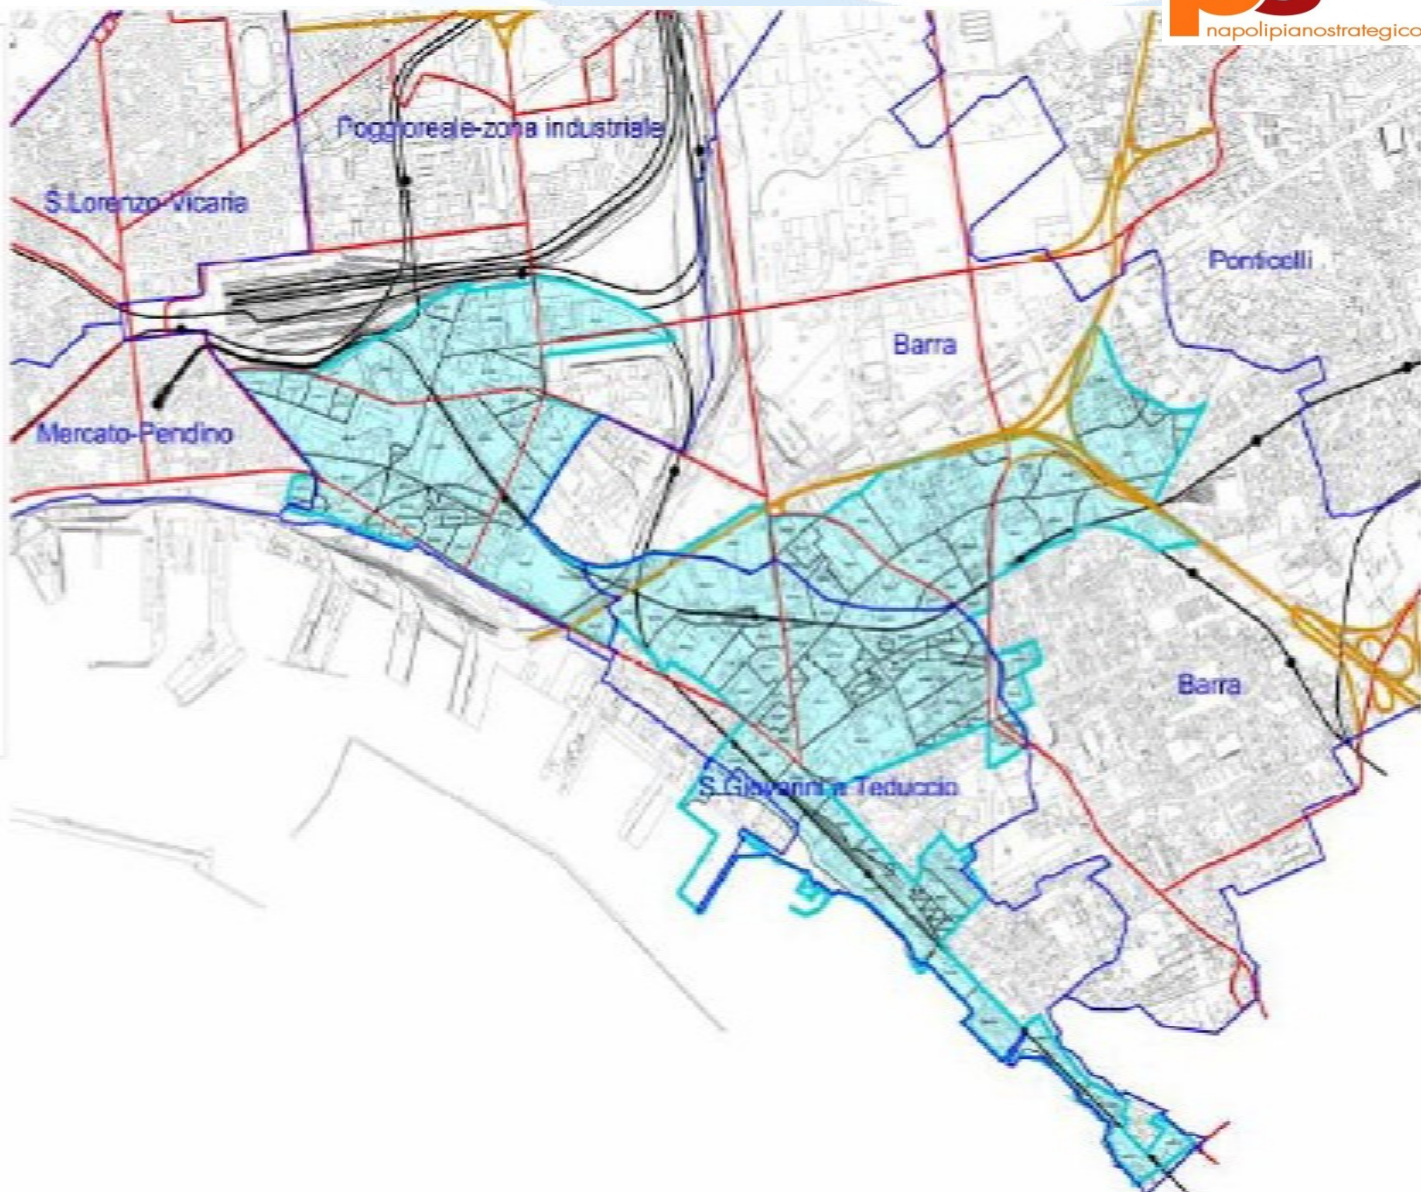 napolipianostrategico
Poggioreale-zona industriale
S.Lorenzo-Vicaria
Ponticelli
Barra
Mercato-Pendino
Barra
S.Giovanni a Teduccio